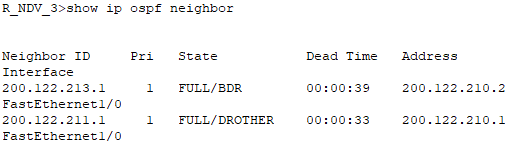 R_NDV_3>show ip ospf neighbor
Neighbor ID Pri State Dead Time Address
Interface
200.122.213.1 1 FULL/BDR 00:00:39 200.122.210.2
FastEthernet1/0
200.122.211.1 1 FULL/DROTHER 00:00:33 200.122.210.1
FastEthernet1/0